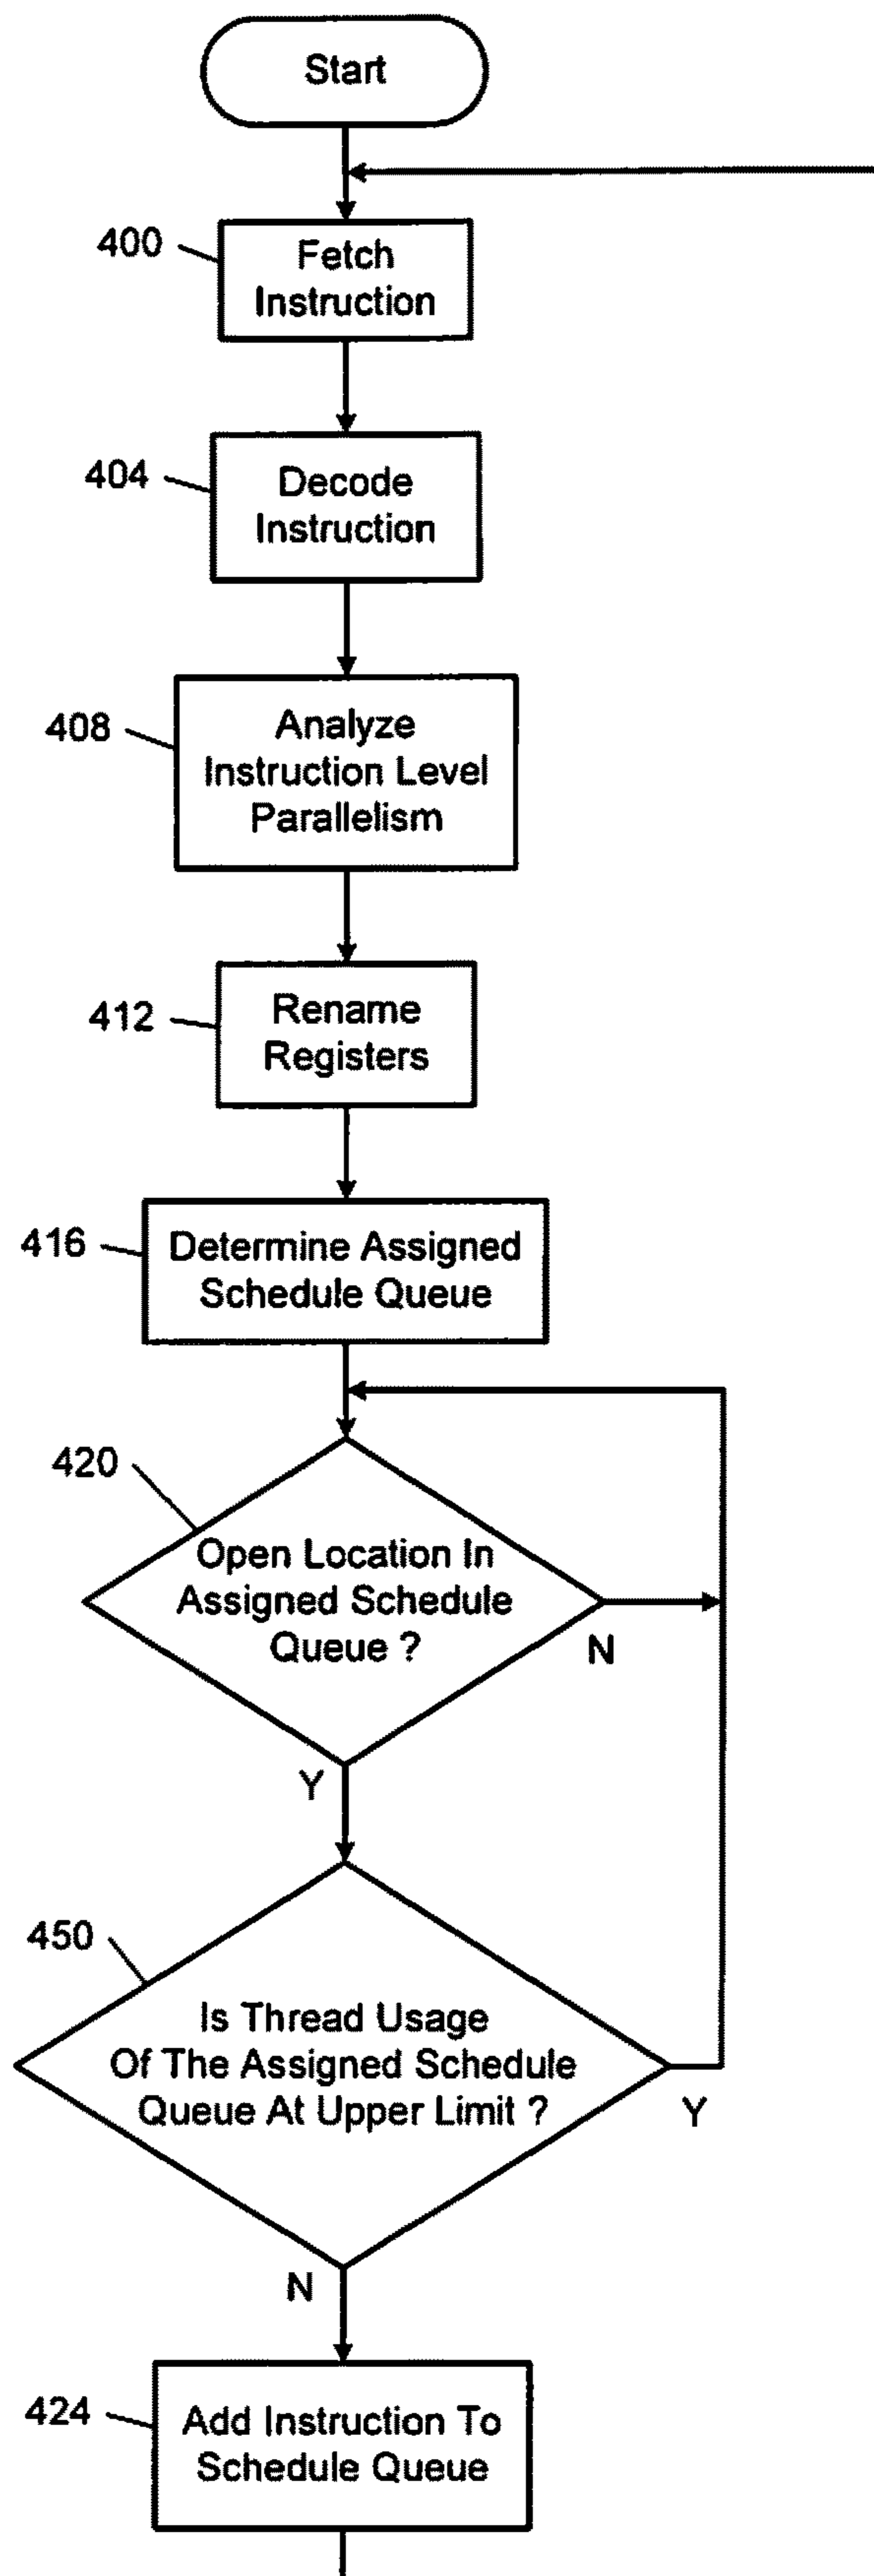 Start
400
Fetch
Instruction
404
Decode
Instruction
408
Analyze
Instruction Level
Parallelism
412
Rename
Registers
416
Determine Assigned
Schedule Queue
420
Open Location In
Assigned Schedule
Queue ?
N
Y
450
Is Thread Usage
Of The Assigned Schedule
Queue At Upper Limit ?
Y
N
424
Add Instruction To
Schedule Queue